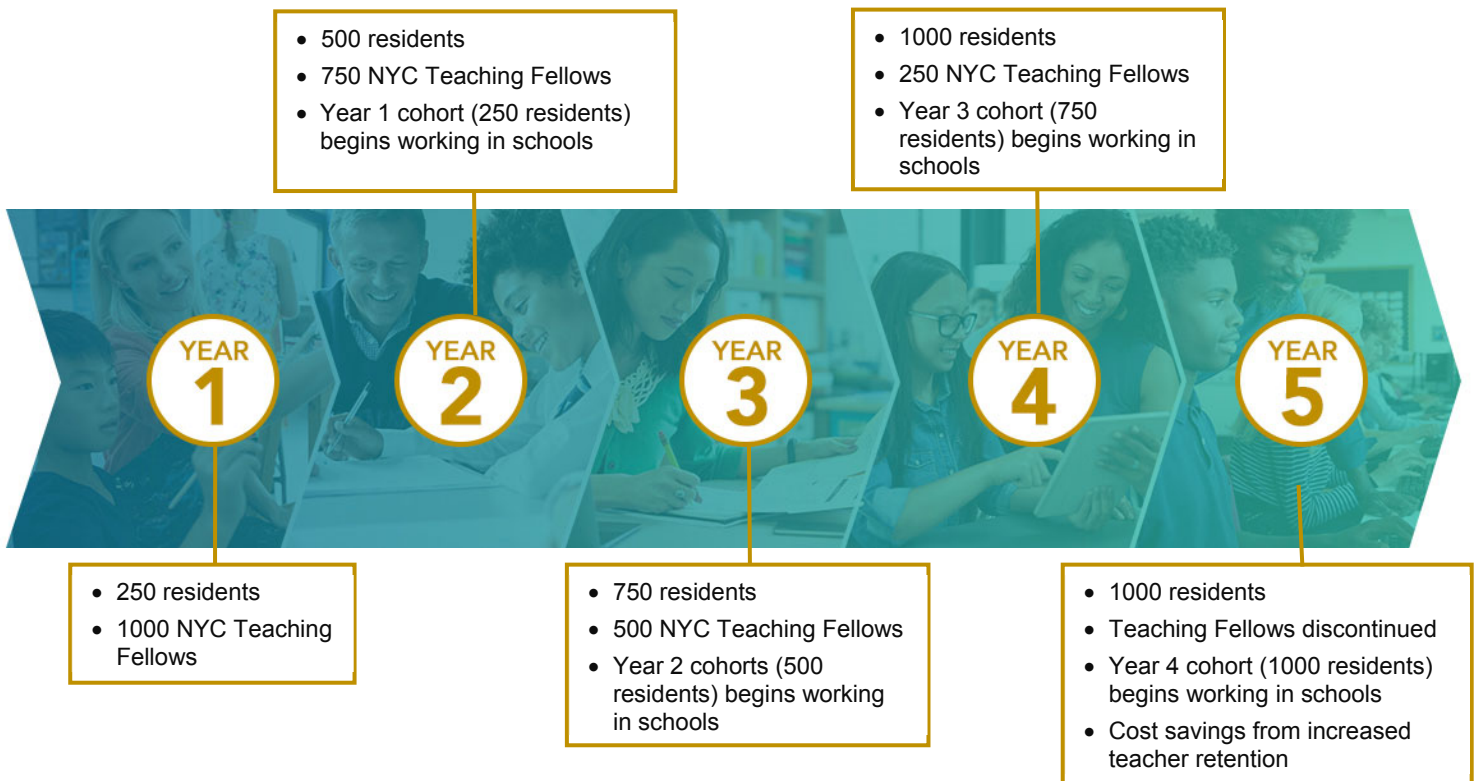 YEAR
1
• 250 residents
• 1000 NYC Teaching
Fellows
YEAR
2
• 500 residents
• 750 NYC Teaching Fellows
• Year 1 cohort (250 residents)
begins working in schools
YEAR
3
• 750 residents
• 500 NYC Teaching Fellows
• Year 2 cohorts (500
residents) begins working
in schools
YEAR
4
• 1000 residents
• 250 NYC Teaching Fellows
• Year 3 cohort (750
residents) begins working in
schools
YEAR
5
• 1000 residents
• Teaching Fellows discontinued
• Year 4 cohort (1000 residents)
begins working in schools
• Cost savings from increased
teacher retention